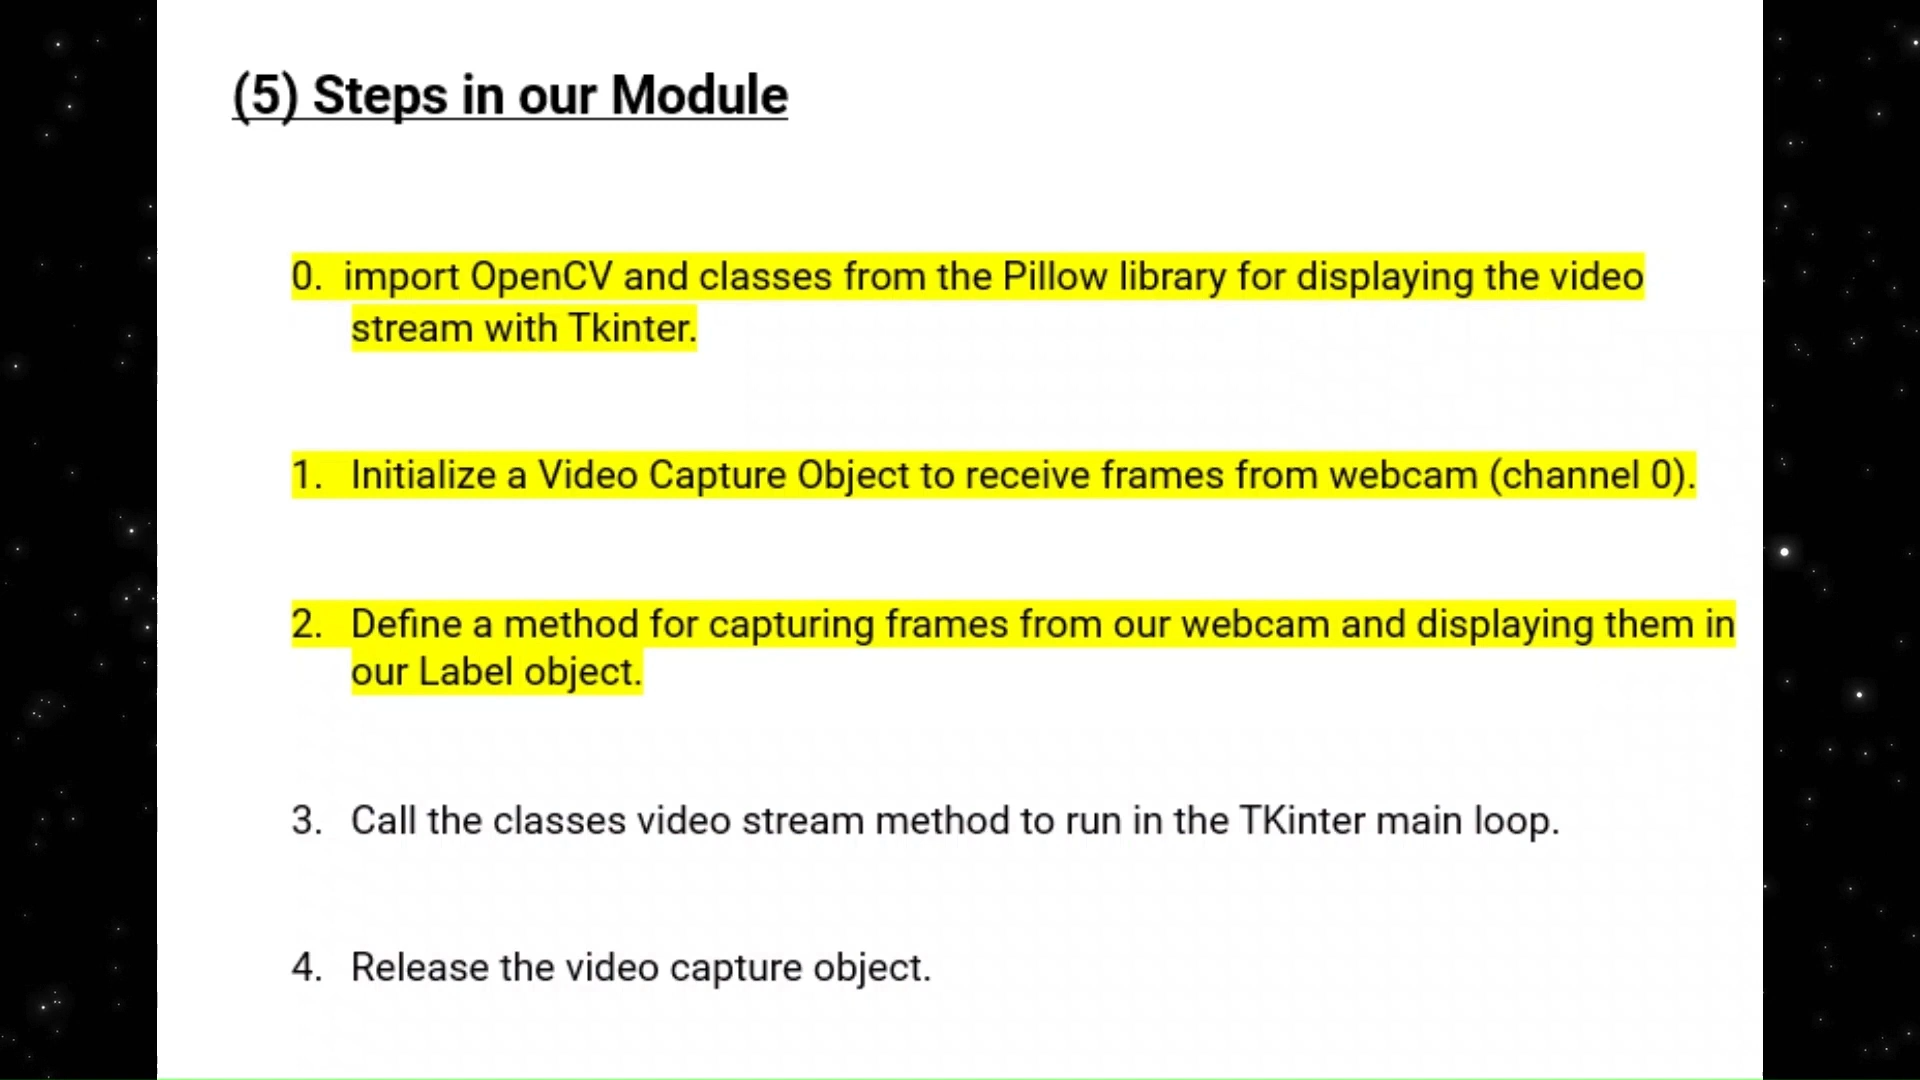 (5) Steps in our Module
0. import OpenCV and classes from the Pillow library for displaying the video
stream with Tkinter.
1. Initialize a Video Capture Object to receive frames from webcam (channel 0).
2. Define a method for capturing frames from our webcam and displaying them in
our Label object.
3. Call the classes video stream method to run in the TKinter main loop.
4. Release the video capture object.